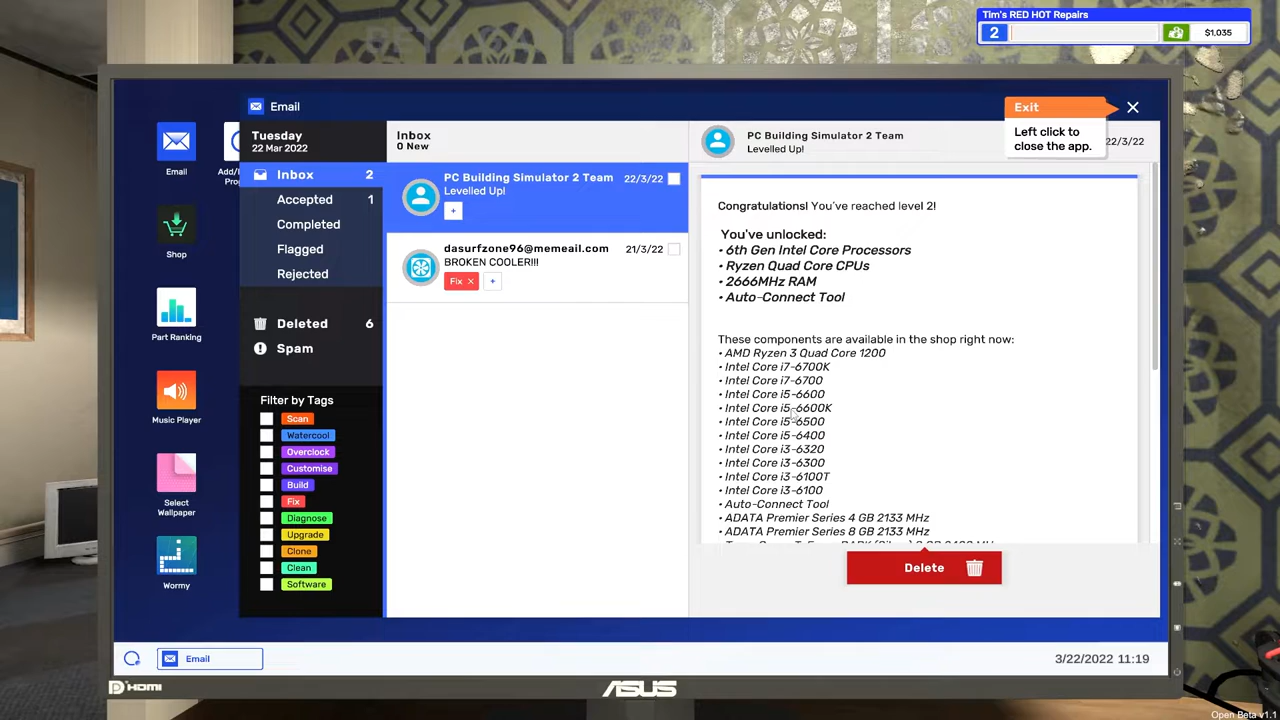 Tim's RED HOT Repairs
2
$1,035
Email
Exit
Left click to
close the app.
Tuesday
22 Mar 2022
Inbox
0 New
PC Building Simulator 2 Team
Levelled Up!
22/3/22
Email
Add/
Pro
Shop
Part Ranking
Music Player
Select
Wallpaper
Wormy
Inbox 2
Accepted 1
Completed
Flagged
Rejected
Deleted 6
Spam
Filter by Tags
Scan
Watercool
Overclock
Customise
Build
Fix
Diagnose
Upgrade
Clone
Clean
Software
PC Building Simulator 2 Team 22/3/22
Levelled Up!
+
dasurfzone96@memeail.com 21/3/22
BROKEN COOLER!!!
Fix × +
Congratulations! You've reached level 2!
You've unlocked:
• 6th Gen Intel Core Processors
• Ryzen Quad Core CPUs
• 2666MHz RAM
• Auto-Connect Tool
These components are available in the shop right now:
• AMD Ryzen 3 Quad Core 1200
• Intel Core i7-6700K
• Intel Core i7-6700
• Intel Core i5-6600
• Intel Core i5-6600K
• Intel Core i5-6500
• Intel Core i5-6400
• Intel Core i3-6320
• Intel Core i3-6300
• Intel Core i3-6100T
• Intel Core i3-6100
• Auto-Connect Tool
• ADATA Premier Series 4 GB 2133 MHz
• ADATA Premier Series 8 GB 2133 MHz
Delete
Email
3/22/2022 11:19
HDMI
ASUS
Open Beta v1.1